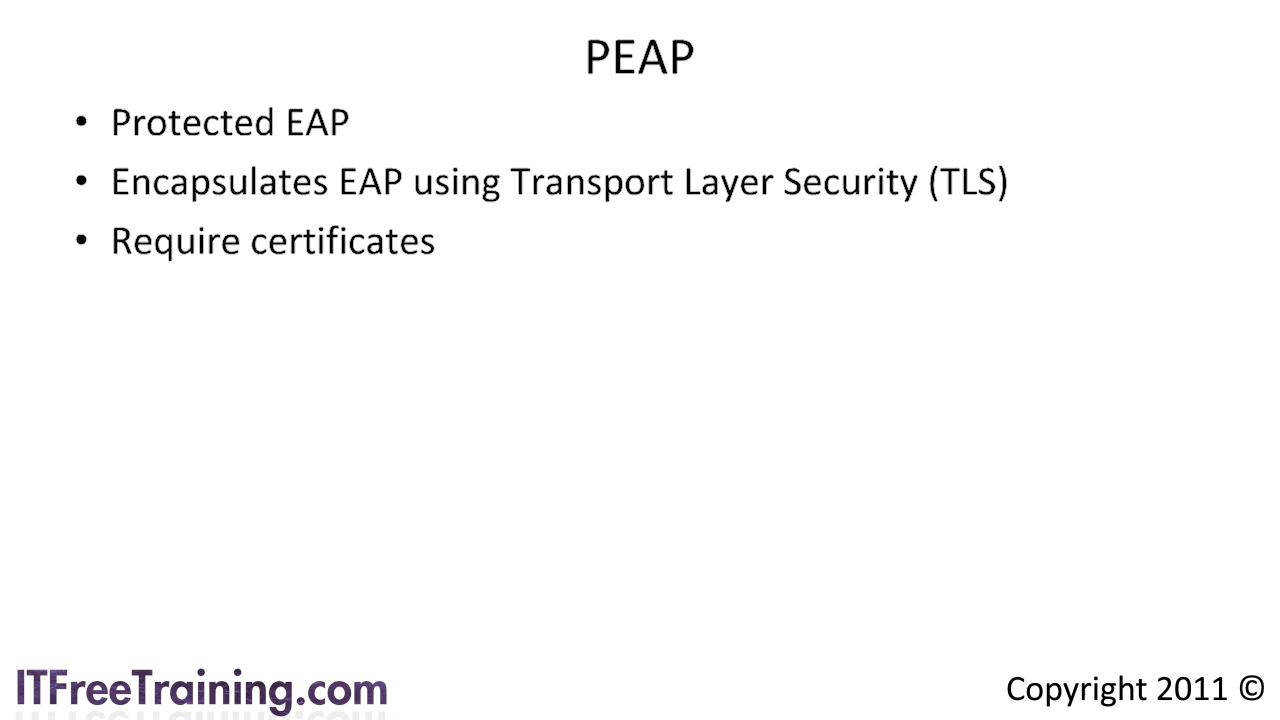 PEAP
• Protected EAP
• Encapsulates EAP using Transport Layer Security (TLS)
• Require certificates
ITFreeTraining.com
Copyright 2011 ©